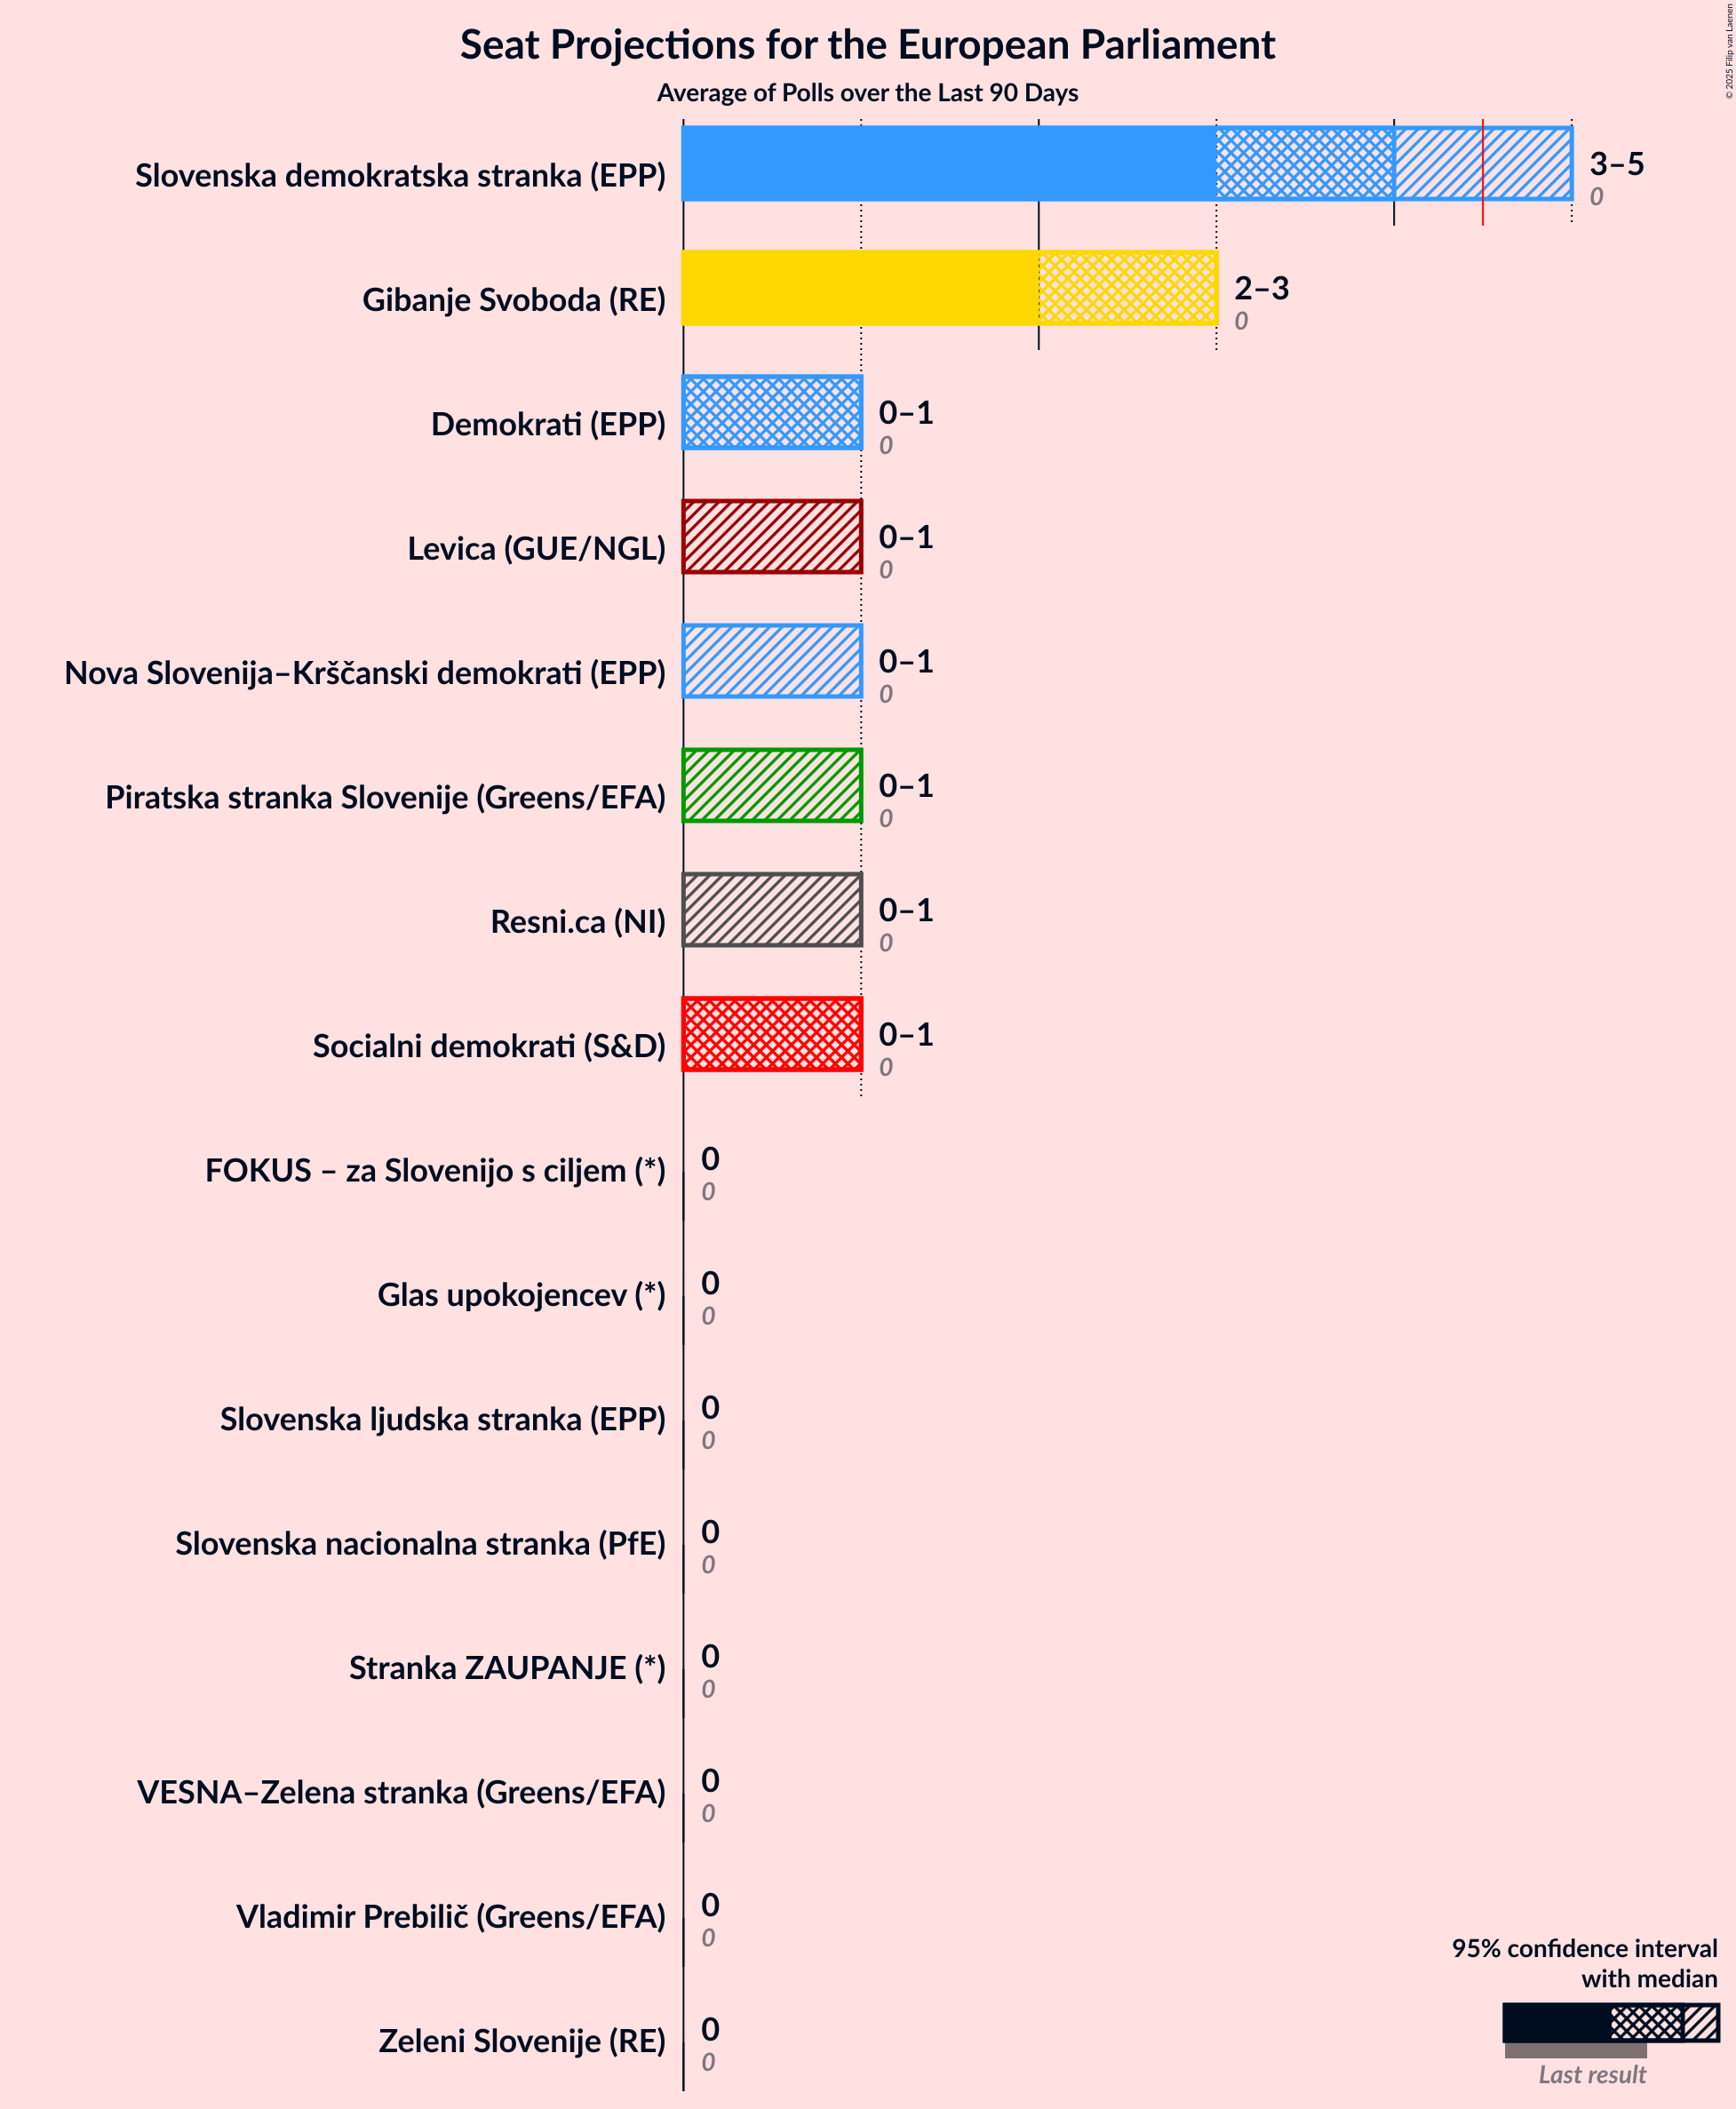 © 2025 Filip van Laenen
Seat Projections for the European Parliament
Average of Polls over the Last 90 Days
Slovenska demokratska stranka (EPP)
3–5
0
Gibanje Svoboda (RE)
2–3
0
Demokrati (EPP)
0–1
0
Levica (GUE/NGL)
0–1
0
Nova Slovenija–Krščanski demokrati (EPP)
0–1
0
Piratska stranka Slovenije (Greens/EFA)
0–1
0
Resni.ca (NI)
0–1
0
Socialni demokrati (S&D)
0–1
0
FOKUS – za Slovenijo s ciljem (*)
0
0
Glas upokojencev (*)
0
0
Slovenska ljudska stranka (EPP)
0
0
Slovenska nacionalna stranka (PfE)
0
0
Stranka ZAUPANJE (*)
0
0
VESNA–Zelena stranka (Greens/EFA)
0
0
Vladimir Prebilič (Greens/EFA)
0
0
Zeleni Slovenije (RE)
0
0
95% confidence interval
with median
Last result